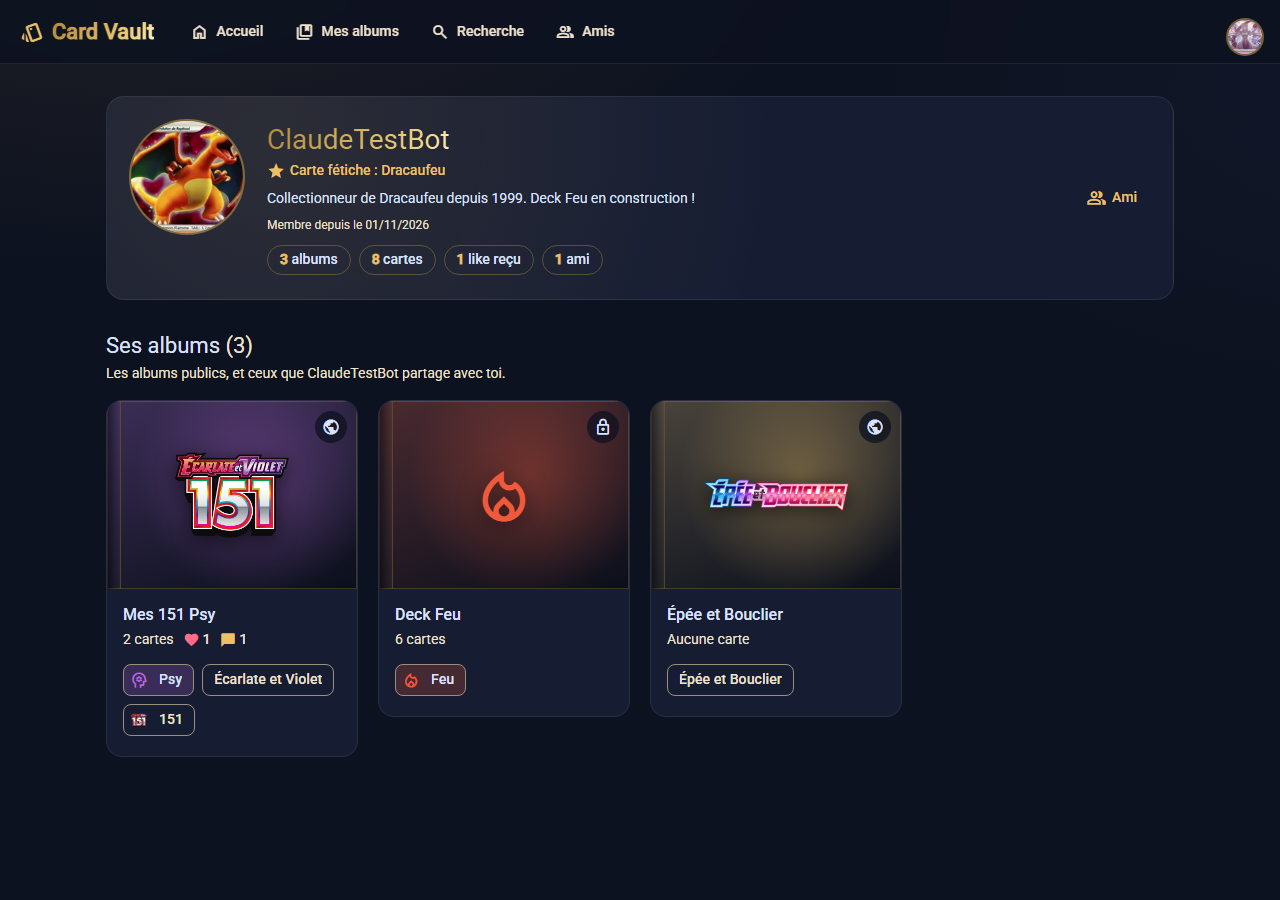 Card Vault
Accueil
Mes albums
Recherche
Amis
ClaudeTestBot
Carte fétiche : Dracaufeu
Collectionneur de Dracaufeu depuis 1999. Deck Feu en construction !
Ami
Membre depuis le 01/11/2026
3 albums
8 cartes
1 like reçu
1 ami
Ses albums (3)
Les albums publics, et ceux que ClaudeTestBot partage avec toi.
ÉCARLATE et VIOLET
151
ÉPÉE et BOUCLIER
Mes 151 Psy
2 cartes 1 1
Psy
Écarlate et Violet
151
Deck Feu
6 cartes
Feu
Épée et Bouclier
Aucune carte
Épée et Bouclier